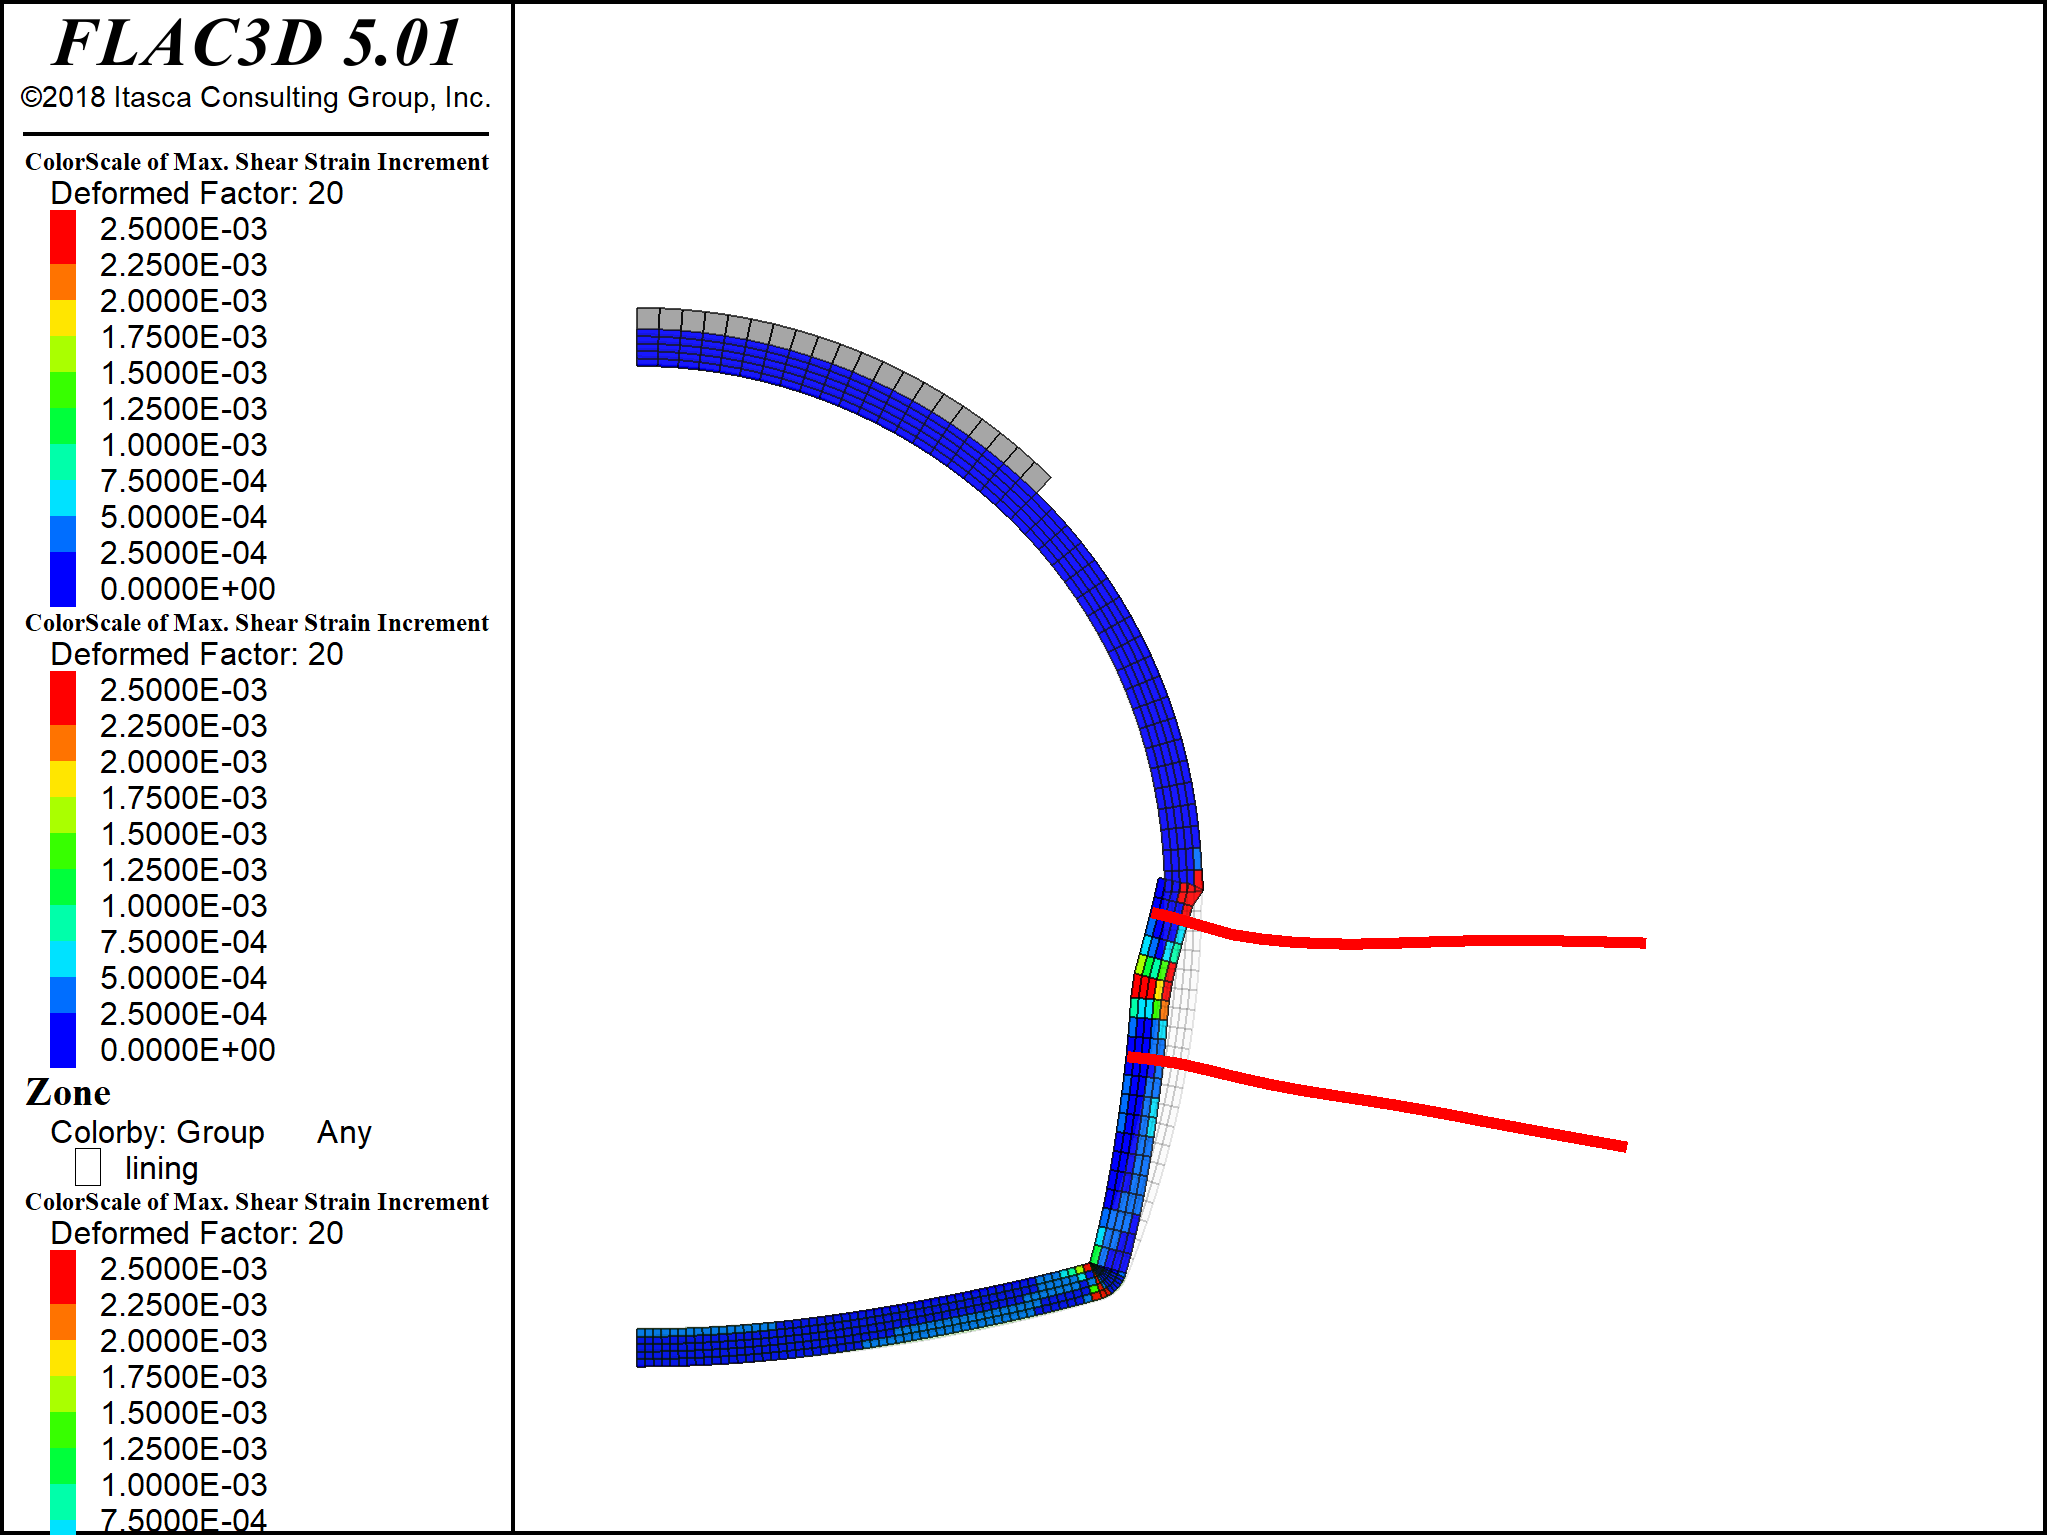 FLAC3D 5.01
©2018 Itasca Consulting Group, Inc.
ColorScale of Max. Shear Strain Increment
Deformed Factor: 20
2.5000E-03
2.2500E-03
2.0000E-03
1.7500E-03
1.5000E-03
1.2500E-03
1.0000E-03
7.5000E-04
5.0000E-04
2.5000E-04
0.0000E+00
ColorScale of Max. Shear Strain Increment
Deformed Factor: 20
2.5000E-03
2.2500E-03
2.0000E-03
1.7500E-03
1.5000E-03
1.2500E-03
1.0000E-03
7.5000E-04
5.0000E-04
2.5000E-04
0.0000E+00
Zone
Colorby: Group Any
lining
ColorScale of Max. Shear Strain Increment
Deformed Factor: 20
2.5000E-03
2.2500E-03
2.0000E-03
1.7500E-03
1.5000E-03
1.2500E-03
1.0000E-03
7.5000E-04